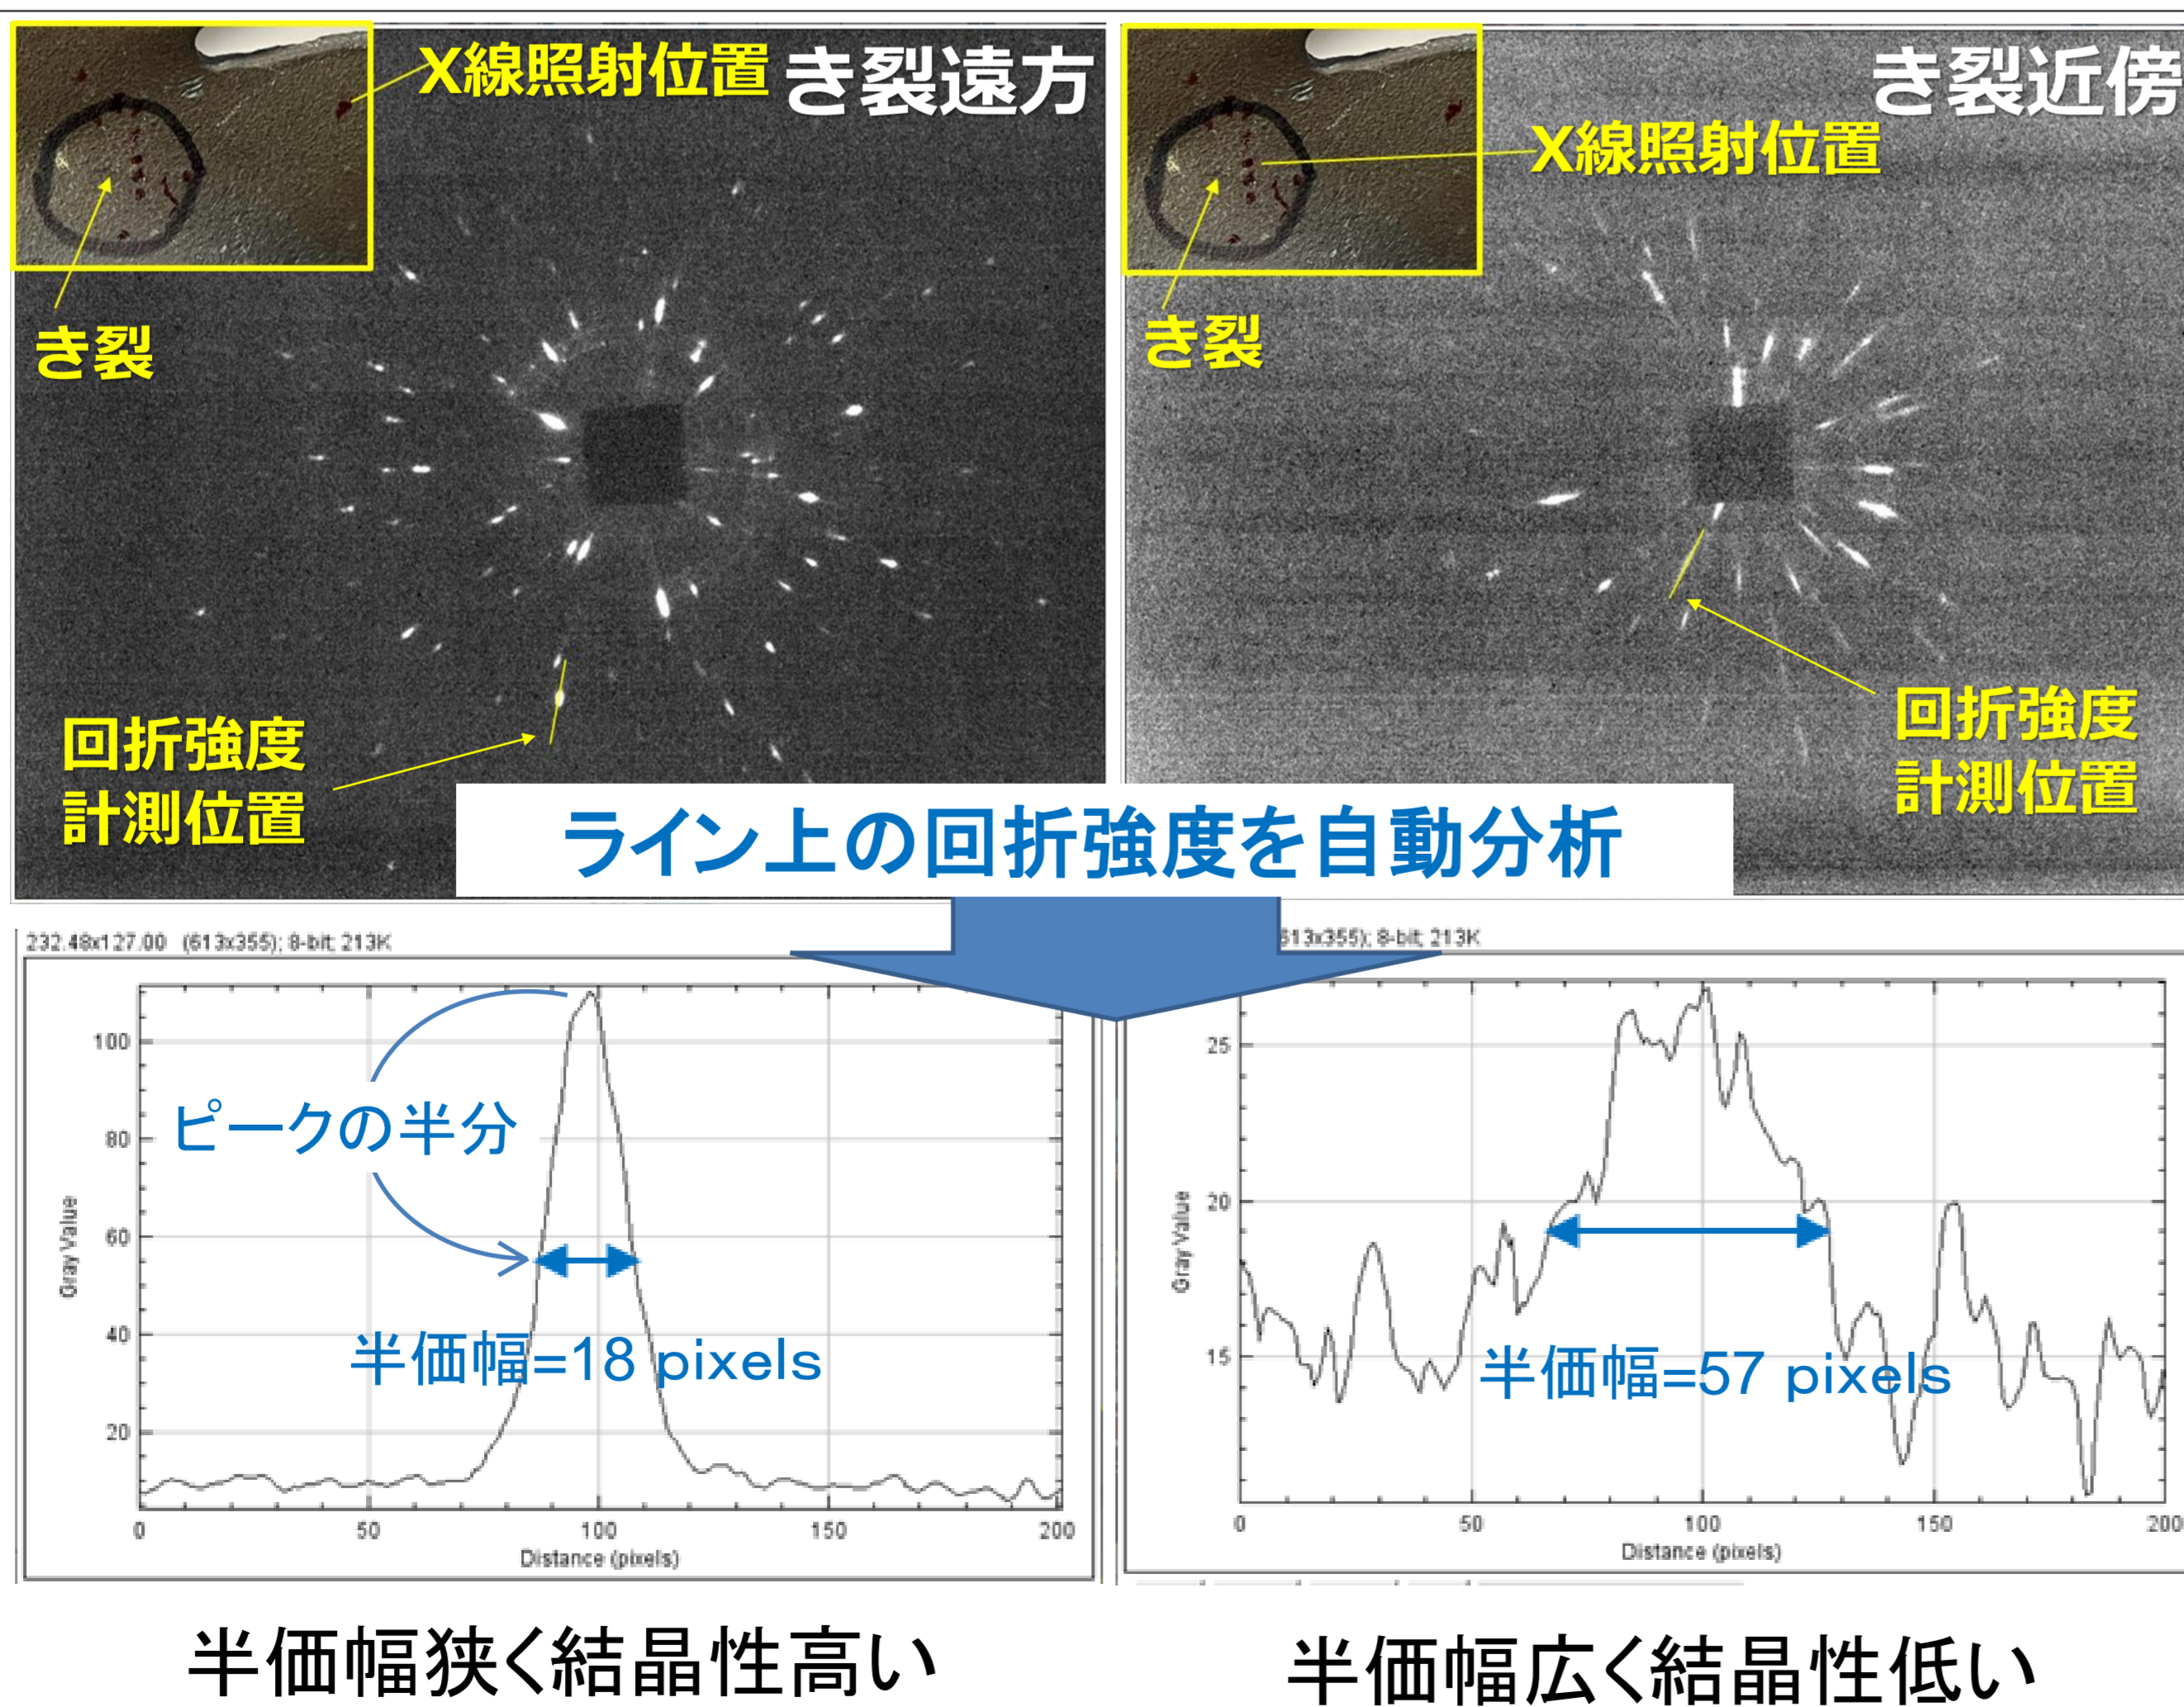 X線照射位置
き裂遠方
き裂
回折強度
計測位置
X線照射位置
き裂近傍
き裂
回折強度
計測位置
ライン上の回折強度を自動分析
232.48x127.00 (613x355); 8-bit; 213K
100
80
60
40
20
Gray Value
ピークの半分
半価幅=18 pixels
0 50 100 150 200
Distance (pixels)
半価幅狭く結晶性高い
613x355); 8-bit; 213K
25
20
15
Gray Value
半価幅=57 pixels
0 50 100 150 200
Distance (pixels)
半価幅広く結晶性低い